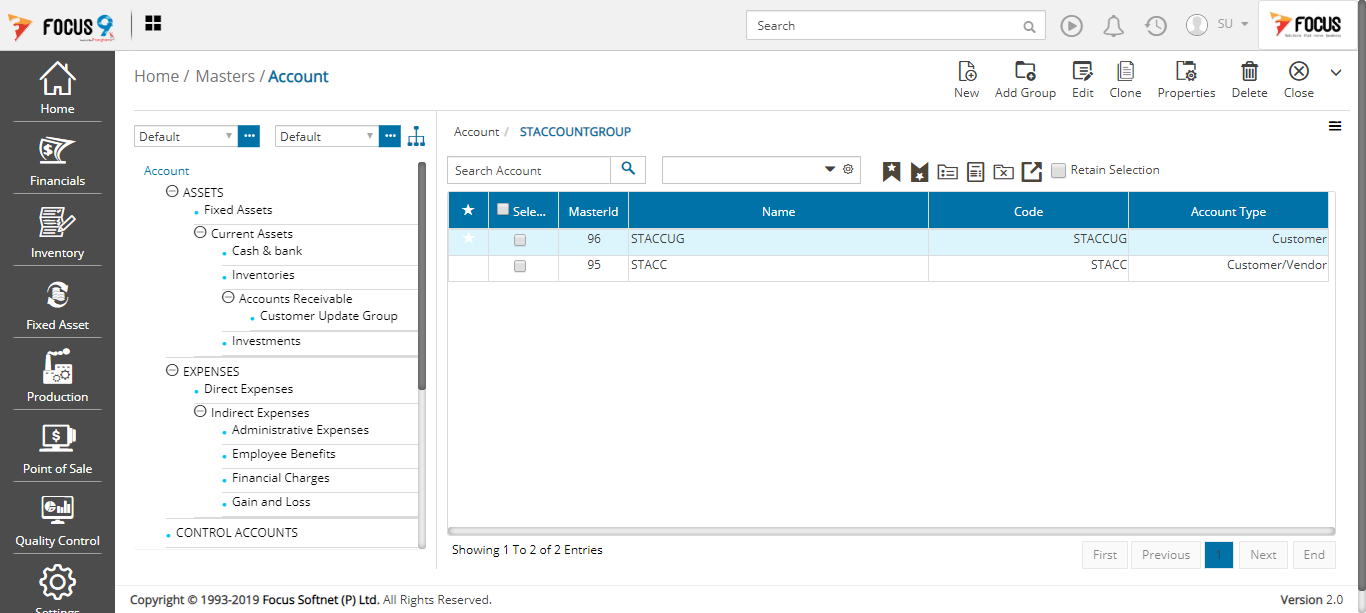 FOCUS 9
Search
SU
FOCUS
Home
Financials
Inventory
Fixed Asset
Production
Point of Sale
Quality Control
Settings
Home / Masters / Account
New
Add Group
Edit
Clone
Properties
Delete
Close
Default
Default
Account
ASSETS
Fixed Assets
Current Assets
Cash & bank
Inventories
Accounts Receivable
Customer Update Group
Investments
EXPENSES
Direct Expenses
Indirect Expenses
Administrative Expenses
Employee Benefits
Financial Charges
Gain and Loss
CONTROL ACCOUNTS
Account / STACCOUNTGROUP
Search Account
Retain Selection
Sele... MasterId Name Code Account Type
96 STACCUG STACCUG Customer
95 STACC STACC Customer/Vendor
Showing 1 To 2 of 2 Entries
First Previous 1 Next End
Copyright © 1993-2019 Focus Softnet (P) Ltd. All Rights Reserved.
Version 2.0